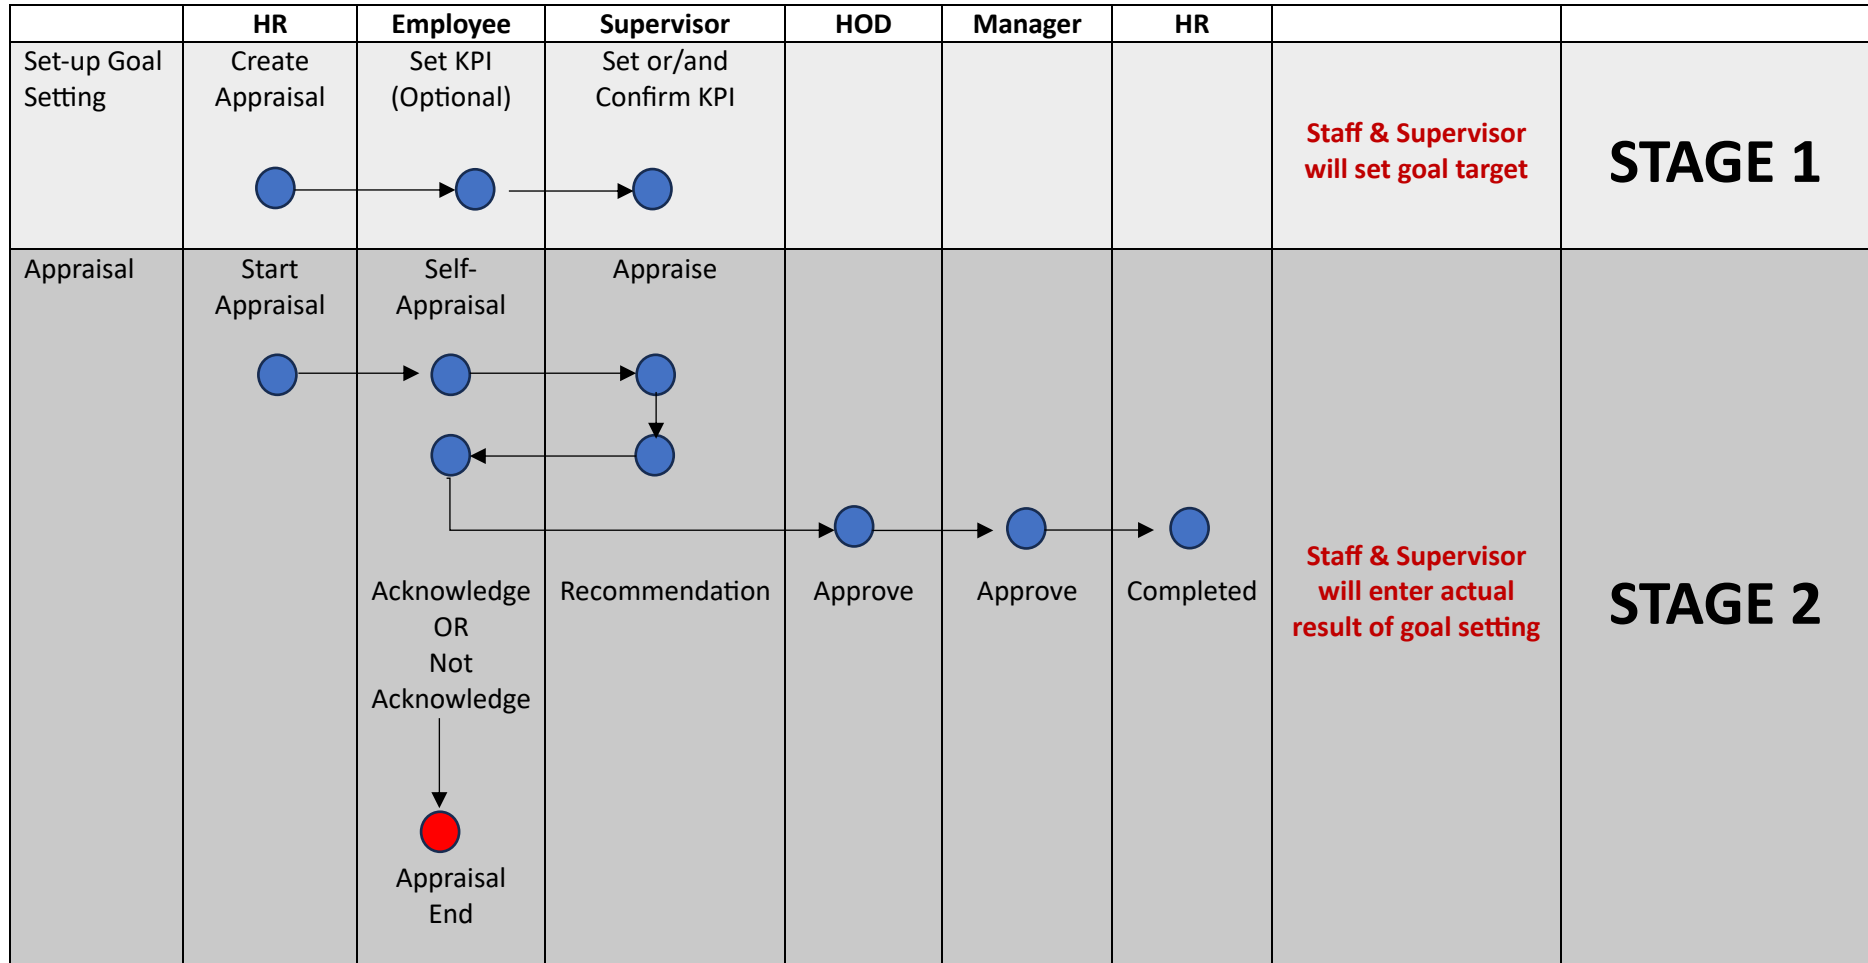 HR
Employee
Supervisor
HOD
Manager
HR
Set-up Goal
Setting
Create
Appraisal
Set KPI
(Optional)
Set or/and
Confirm KPI
Staff & Supervisor
will set goal target
STAGE 1
Appraisal
Start
Appraisal
Self-
Appraisal
Appraise
Acknowledge
OR
Not
Acknowledge
Appraisal
End
Recommendation
Approve
Approve
Completed
Staff & Supervisor
will enter actual
result of goal setting
STAGE 2